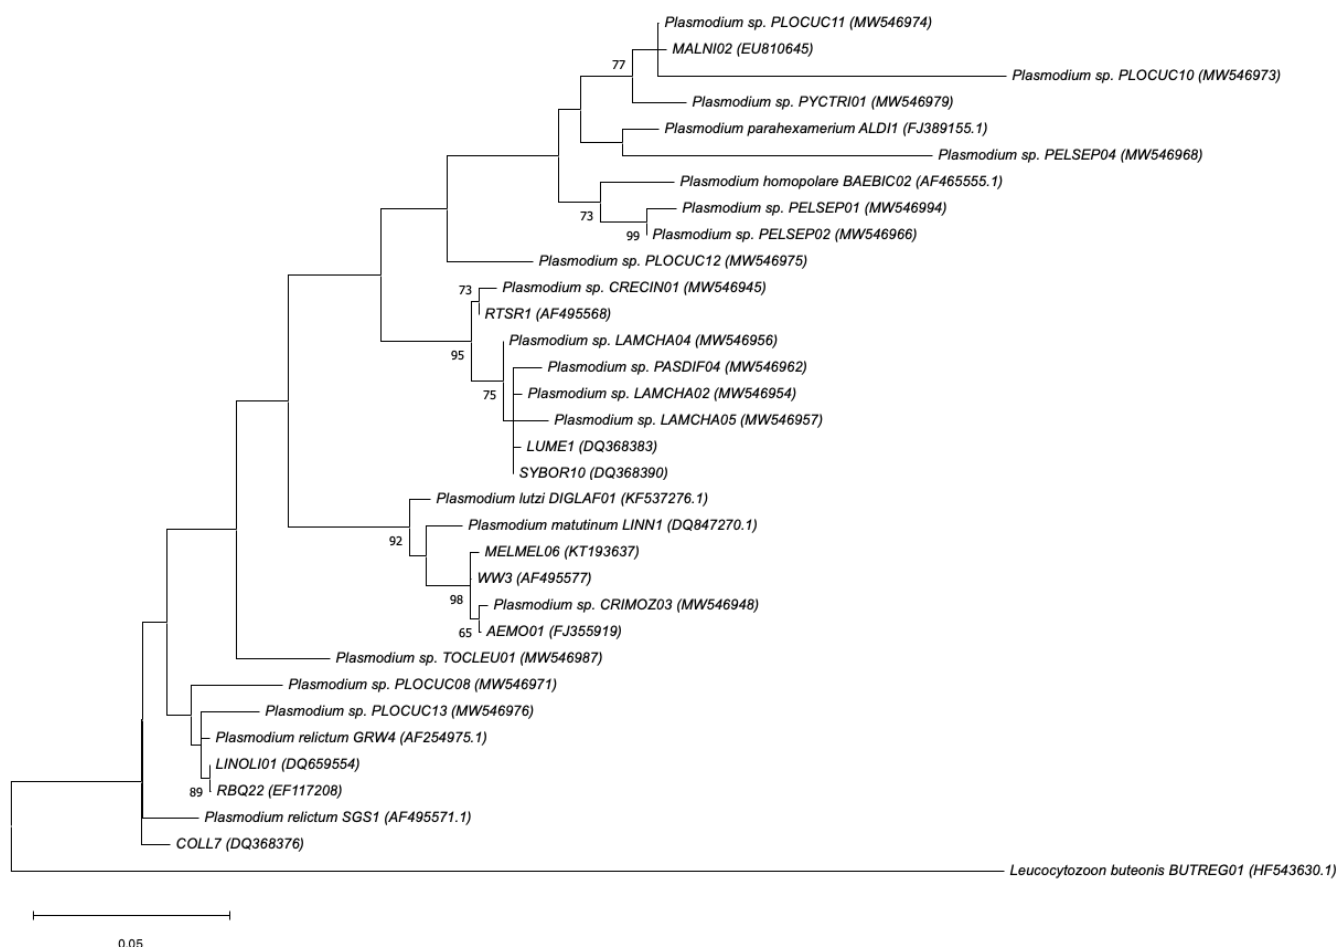 Plasmodium sp. PLOCUC11 (MW546974)
MALNI02 (EU810645)
77
Plasmodium sp. PLOCUC10 (MW546973)
Plasmodium sp. PYCTRI01 (MW546979)
Plasmodium parahexamerium ALDI1 (FJ389155.1)
Plasmodium sp. PELSEP04 (MW546968)
Plasmodium homopolare BAEBIC02 (AF465555.1)
Plasmodium sp. PELSEP01 (MW546994)
73
Plasmodium sp. PELSEP02 (MW546966)
99
Plasmodium sp. PLOCUC12 (MW546975)
Plasmodium sp. CRECIN01 (MW546945)
73
RTSR1 (AF495568)
Plasmodium sp. LAMCHA04 (MW546956)
95
Plasmodium sp. PASDIF04 (MW546962)
Plasmodium sp. LAMCHA02 (MW546954)
75
Plasmodium sp. LAMCHA05 (MW546957)
LUME1 (DQ368383)
SYBOR10 (DQ368390)
Plasmodium lutzi DIGLAF01 (KF537276.1)
Plasmodium matutinum LINN1 (DQ847270.1)
92
MELMEL06 (KT193637)
WW3 (AF495577)
98
Plasmodium sp. CRIMOZ03 (MW546948)
65
AEMO01 (FJ355919)
Plasmodium sp. TOCLEU01 (MW546987)
Plasmodium sp. PLOCUC08 (MW546971)
Plasmodium sp. PLOCUC13 (MW546976)
Plasmodium relictum GRW4 (AF254975.1)
LINOLI01 (DQ659554)
89
RBQ22 (EF117208)
Plasmodium relictum SGS1 (AF495571.1)
COLL7 (DQ368376)
Leucocytozoon buteonis BUTREG01 (HF543630.1)
0.05